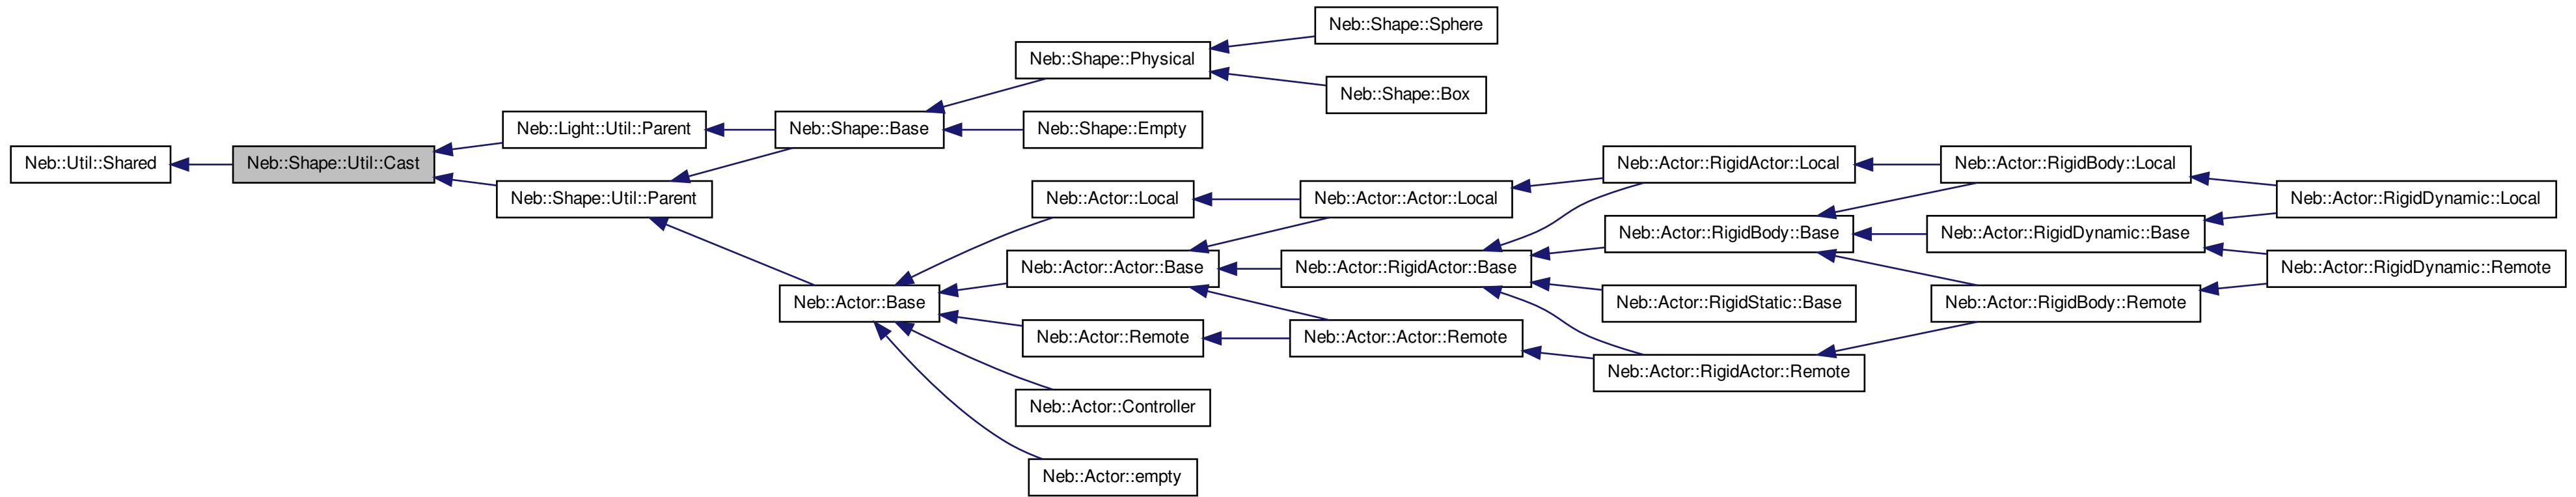 Neb::Util::Shared
Neb::Shape::Util::Cast
Neb::Light::Util::Parent
Neb::Shape::Util::Parent
Neb::Shape::Base
Neb::Actor::Base
Neb::Shape::Physical
Neb::Shape::Empty
Neb::Actor::Local
Neb::Actor::Actor::Base
Neb::Actor::Remote
Neb::Actor::Controller
Neb::Actor::empty
Neb::Shape::Sphere
Neb::Shape::Box
Neb::Actor::Actor::Local
Neb::Actor::RigidActor::Base
Neb::Actor::Actor::Remote
Neb::Actor::RigidActor::Local
Neb::Actor::RigidBody::Base
Neb::Actor::RigidStatic::Base
Neb::Actor::RigidActor::Remote
Neb::Actor::RigidBody::Local
Neb::Actor::RigidDynamic::Base
Neb::Actor::RigidBody::Remote
Neb::Actor::RigidDynamic::Local
Neb::Actor::RigidDynamic::Remote